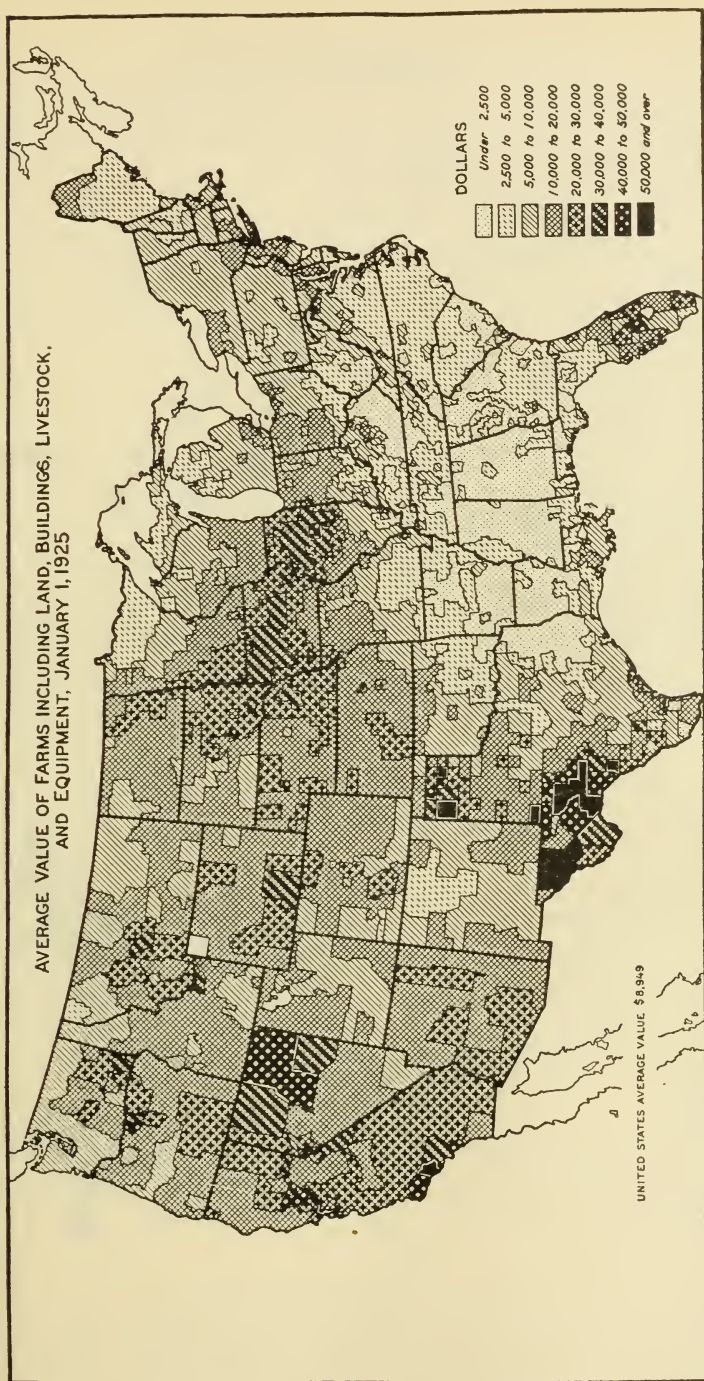 AVERAGE VALUE OF FARMS INCLUDING LAND, BUILDINGS, LIVESTOCK,
AND EQUIPMENT, JANUARY 1, 1925
DOLLARS
Under 2,500
2,500 to 5,000
5,000 to 10,000
10,000 to 20,000
20,000 to 30,000
30,000 to 40,000
40,000 to 50,000
50,000 and over
UNITED STATES AVERAGE VALUE $8,949